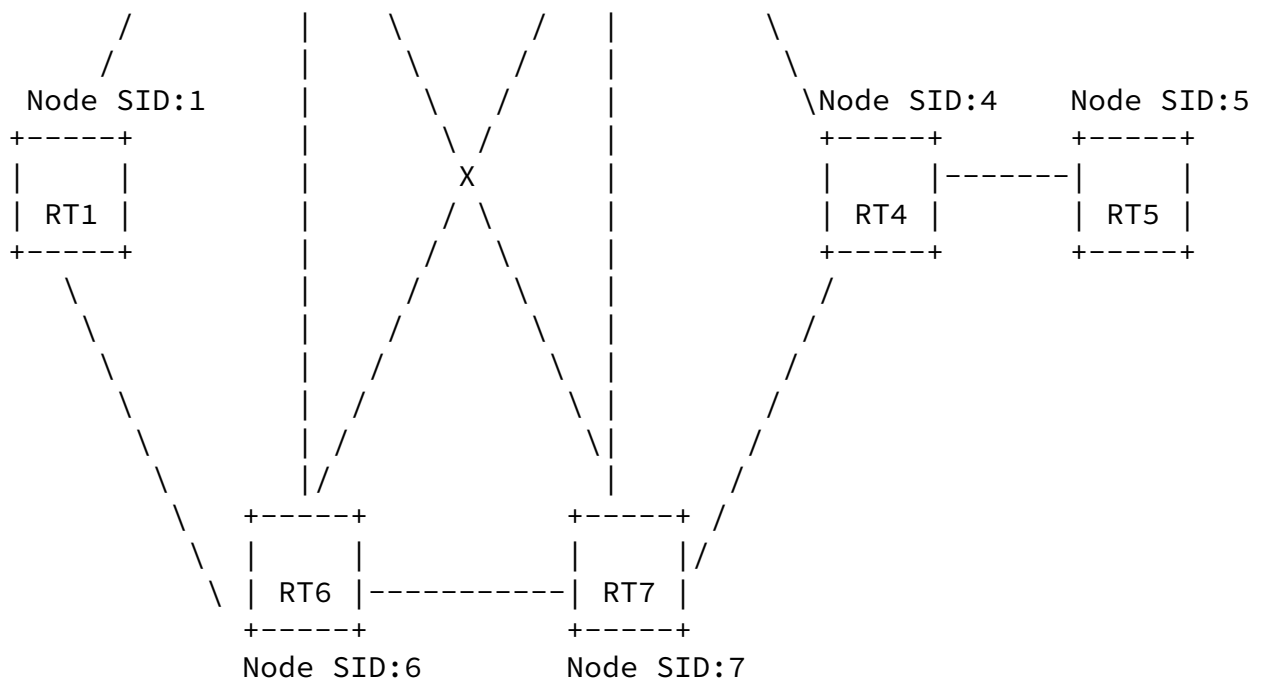 Node SID:1
Node SID:4 Node SID:5
X
RT1 RT4 RT5
RT6 RT7
Node SID:6 Node SID:7